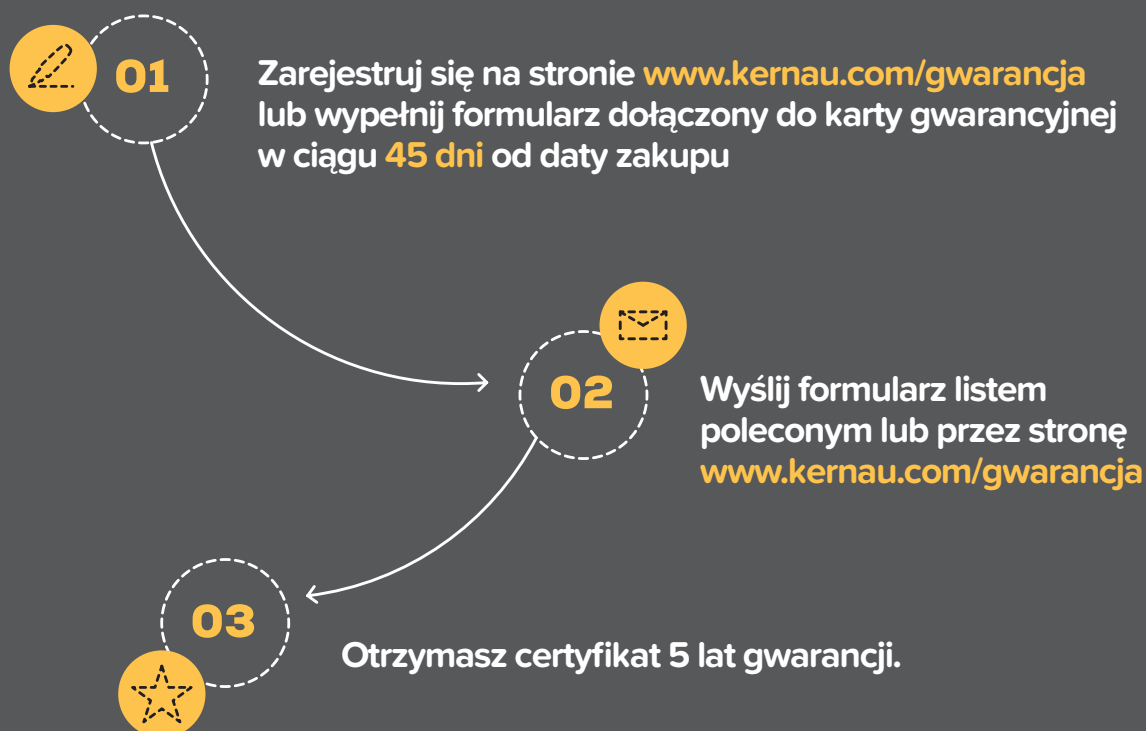 01
Zarejestruj się na stronie www.kernau.com/gwarancja
lub wypełnij formularz dołączony do karty gwarancyjnej
w ciągu 45 dni od daty zakupu
02
Wyślij formularz listem
poleconym lub przez stronę
www.kernau.com/gwarancja
03
Otrzymasz certyfikat 5 lat gwarancji.